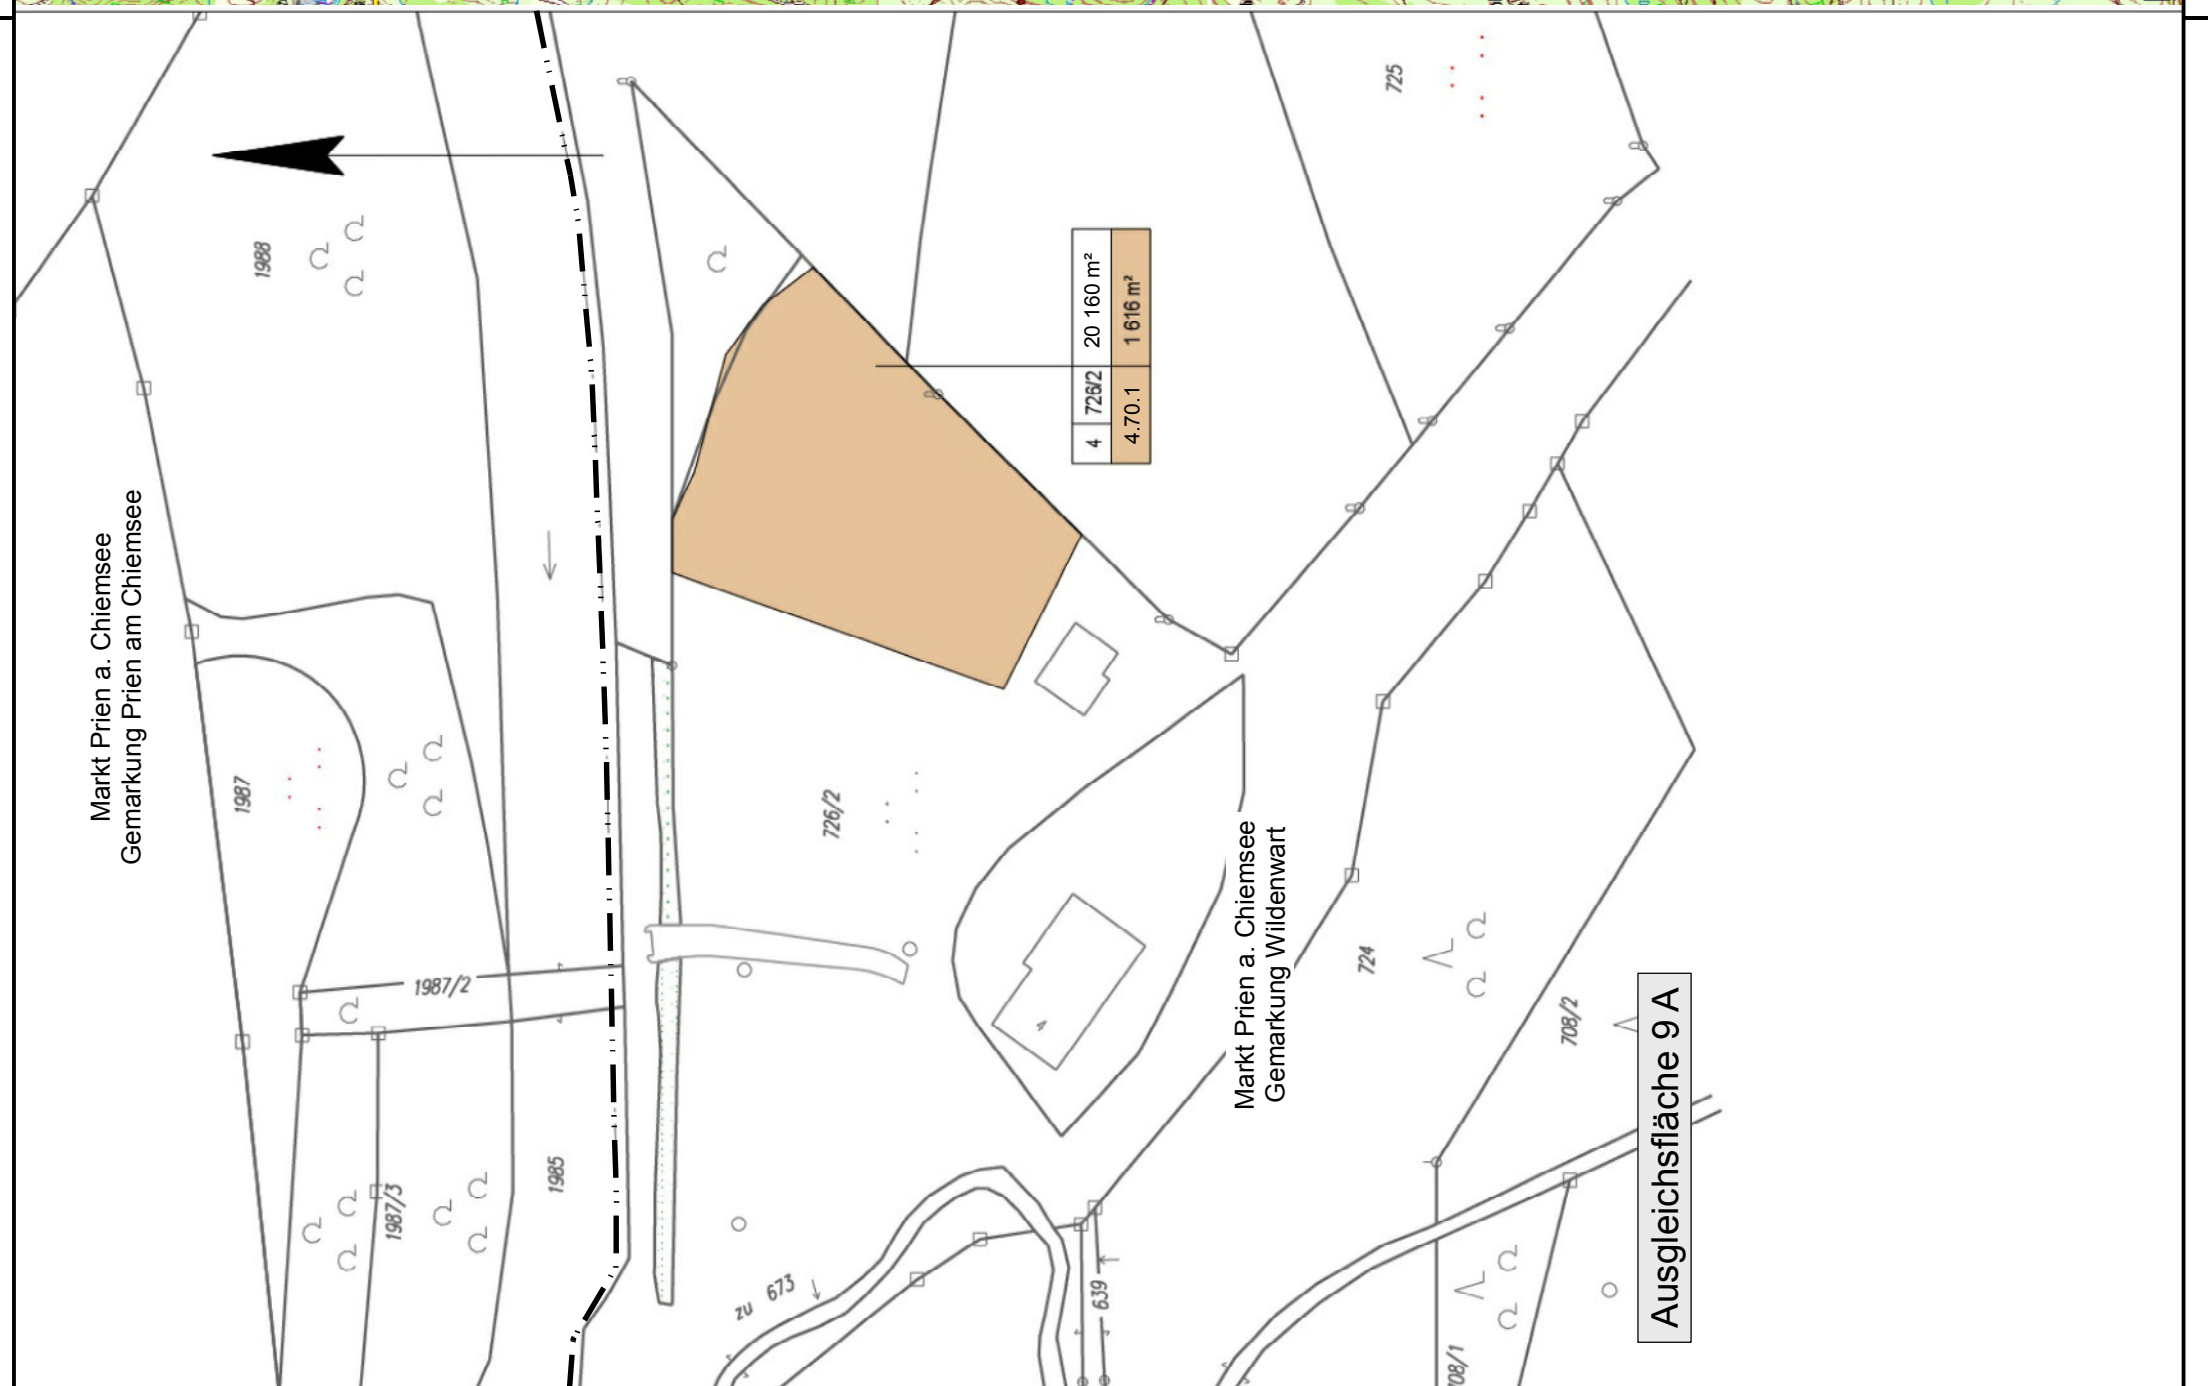 Markt Prien a. Chiemsee
Gemarkung Prien am Chiemsee
1988
1987
1987/2
1987/3
1985
726/2
4
4 726/2 20 160 m²
4.70.1 1 616 m²
725
Markt Prien a. Chiemsee
Gemarkung Wildenwart
724
708/2
zu 673
639
08/1
Ausgleichsfläche 9 A